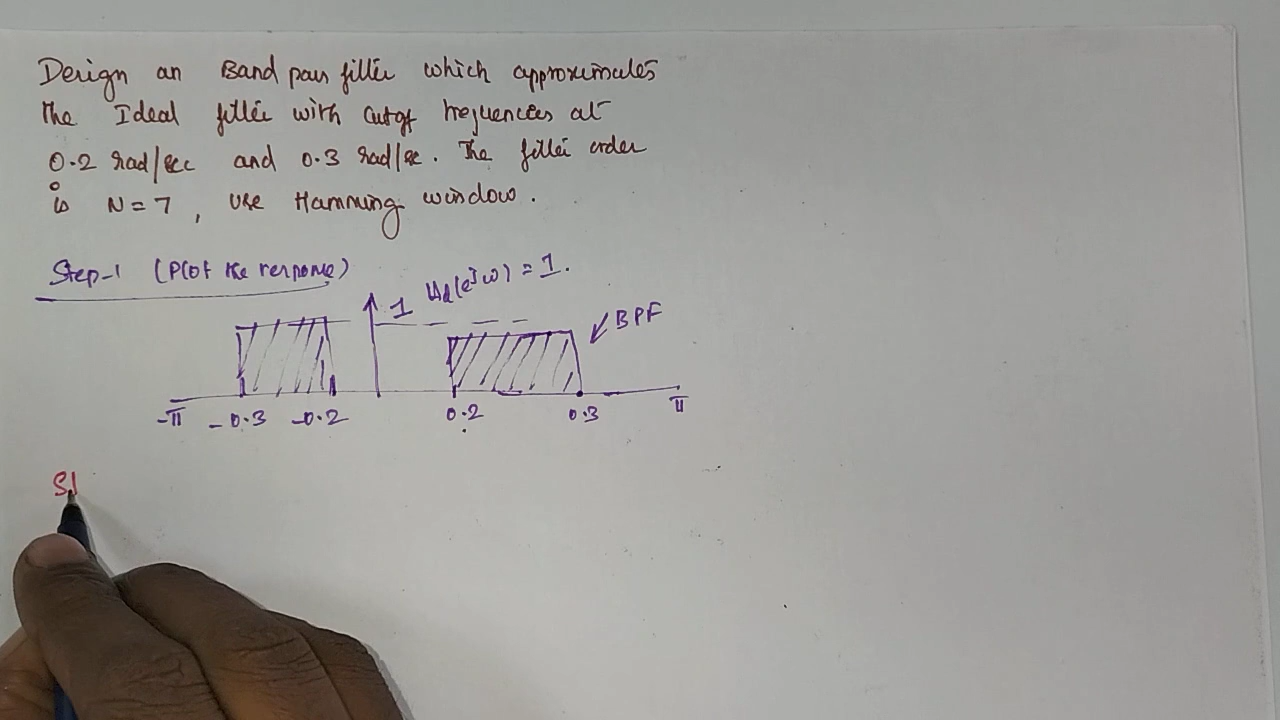 Design an Band pass filter which approximates
the Ideal filter with cutoff frequencies at
0.2 rad/sec and 0.3 rad/se. The filter order
is N = 7, use Hamming window.
Step-1 (Plot the response)
1 Hd(e^jω) = 1.
BPF
-π -0.3 -0.2 0.2 0.3 π
St